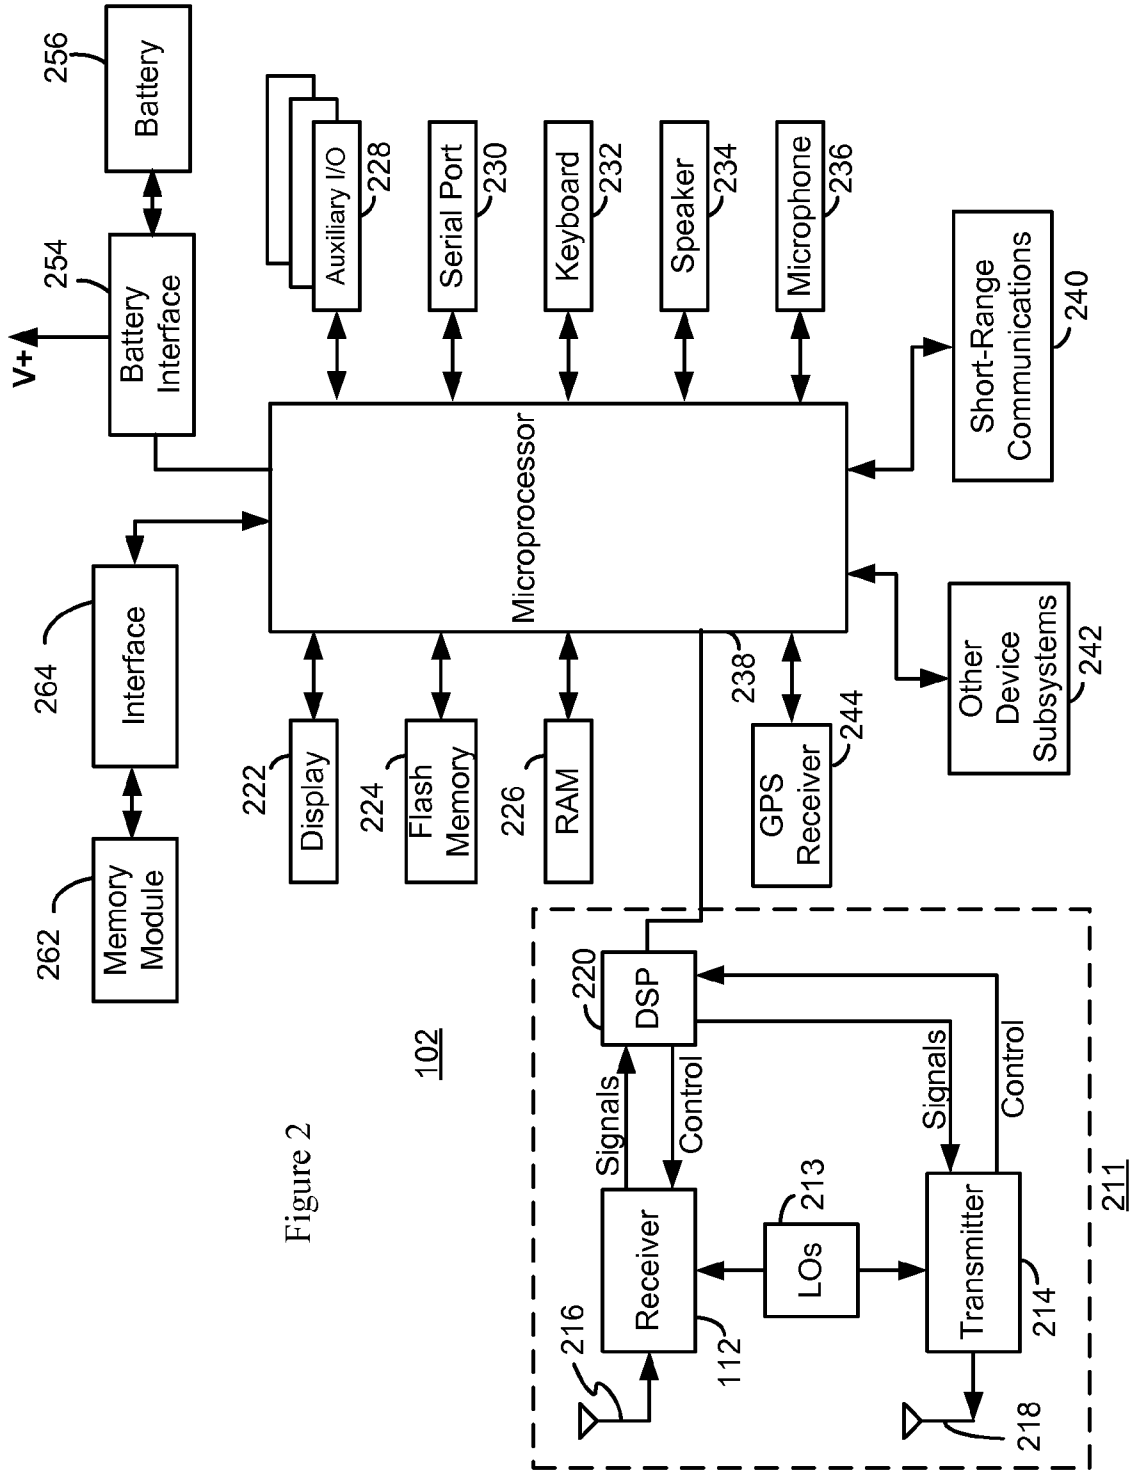 Figure 2
102
211
216
Receiver
112
Signals
Control
DSP
220
LOs
213
Transmitter
214
218
Signals
Control
262
Memory
Module
264
Interface
V+
254
Battery
Interface
256
Battery
222
Display
224
Flash
Memory
226
RAM
GPS
Receiver
244
Microprocessor
238
Auxiliary I/O
228
Serial Port
230
Keyboard
232
Speaker
234
Microphone
236
Other
Device
Subsystems
242
Short-Range
Communications
240